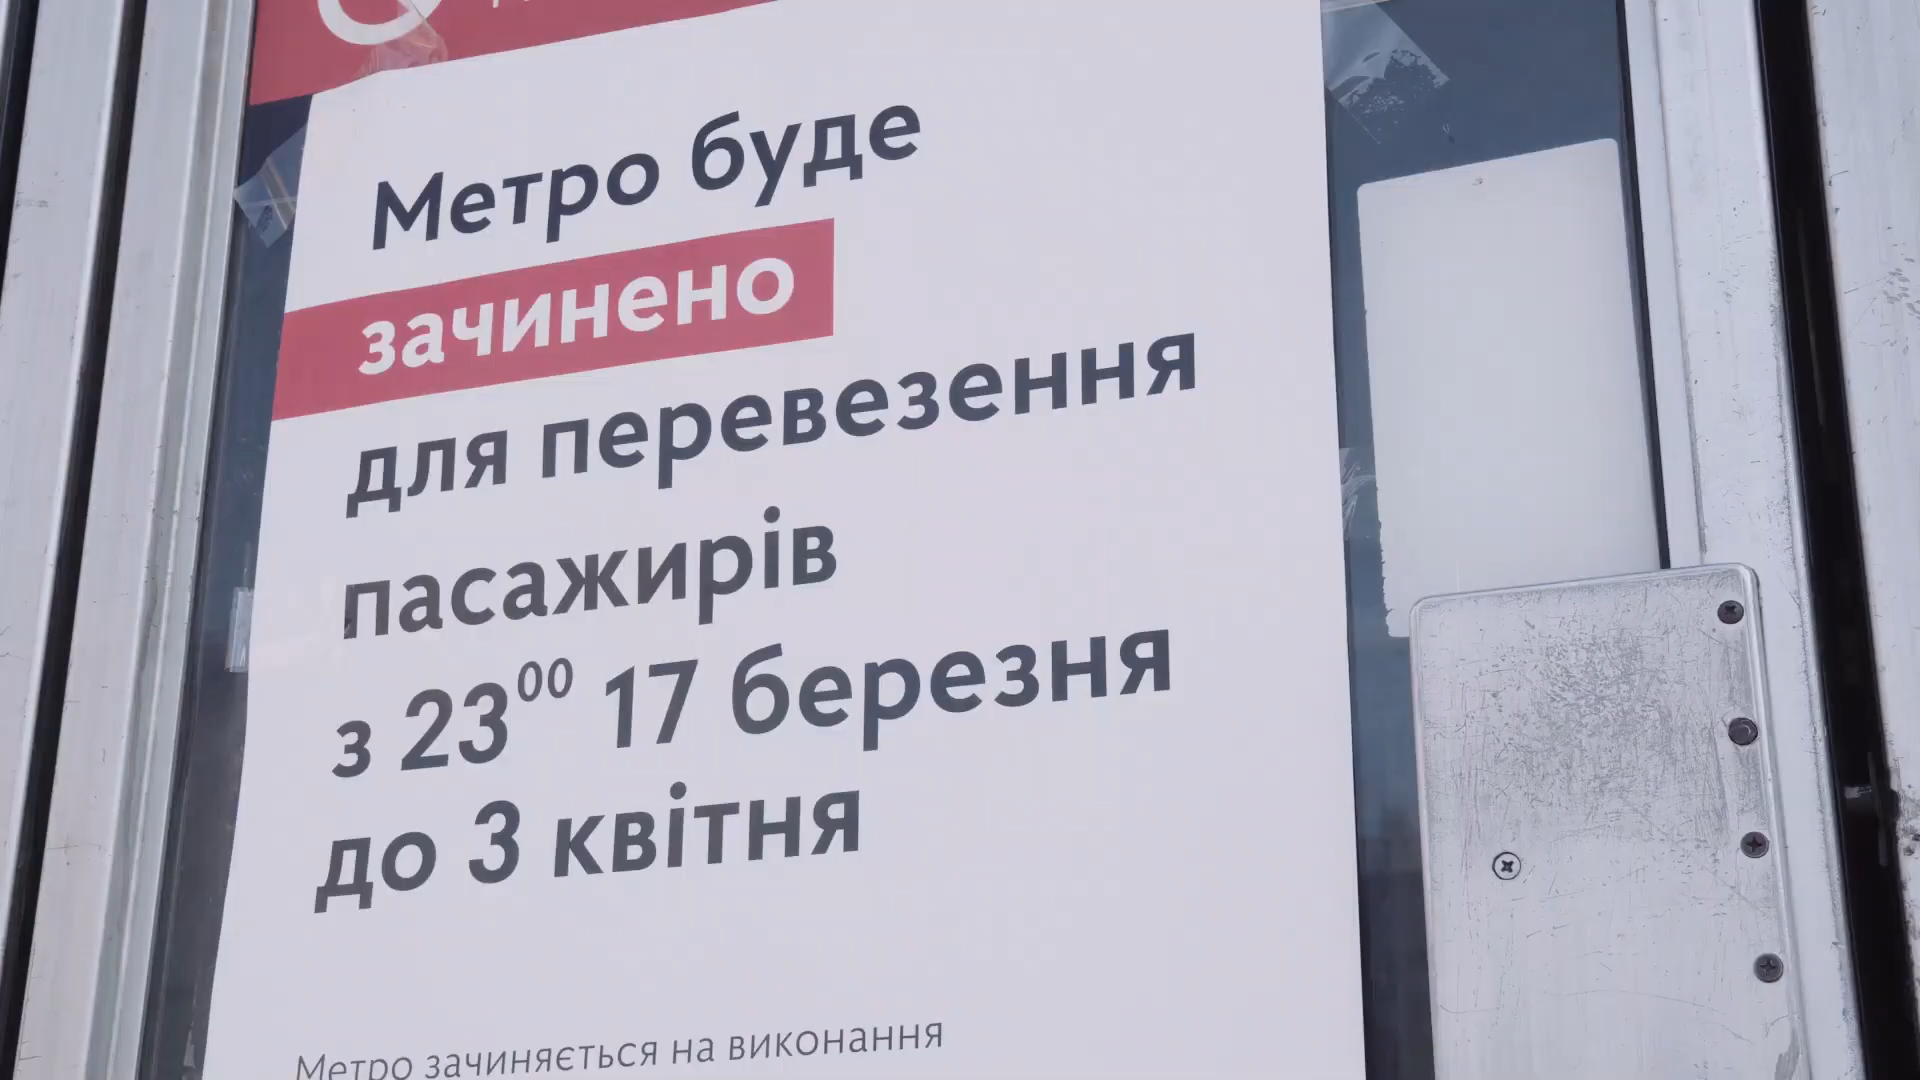 Метро буде
зачинено
для перевезення
пасажирів
з 23⁰⁰ 17 березня
до 3 квітня
Метро зачиняється на виконання